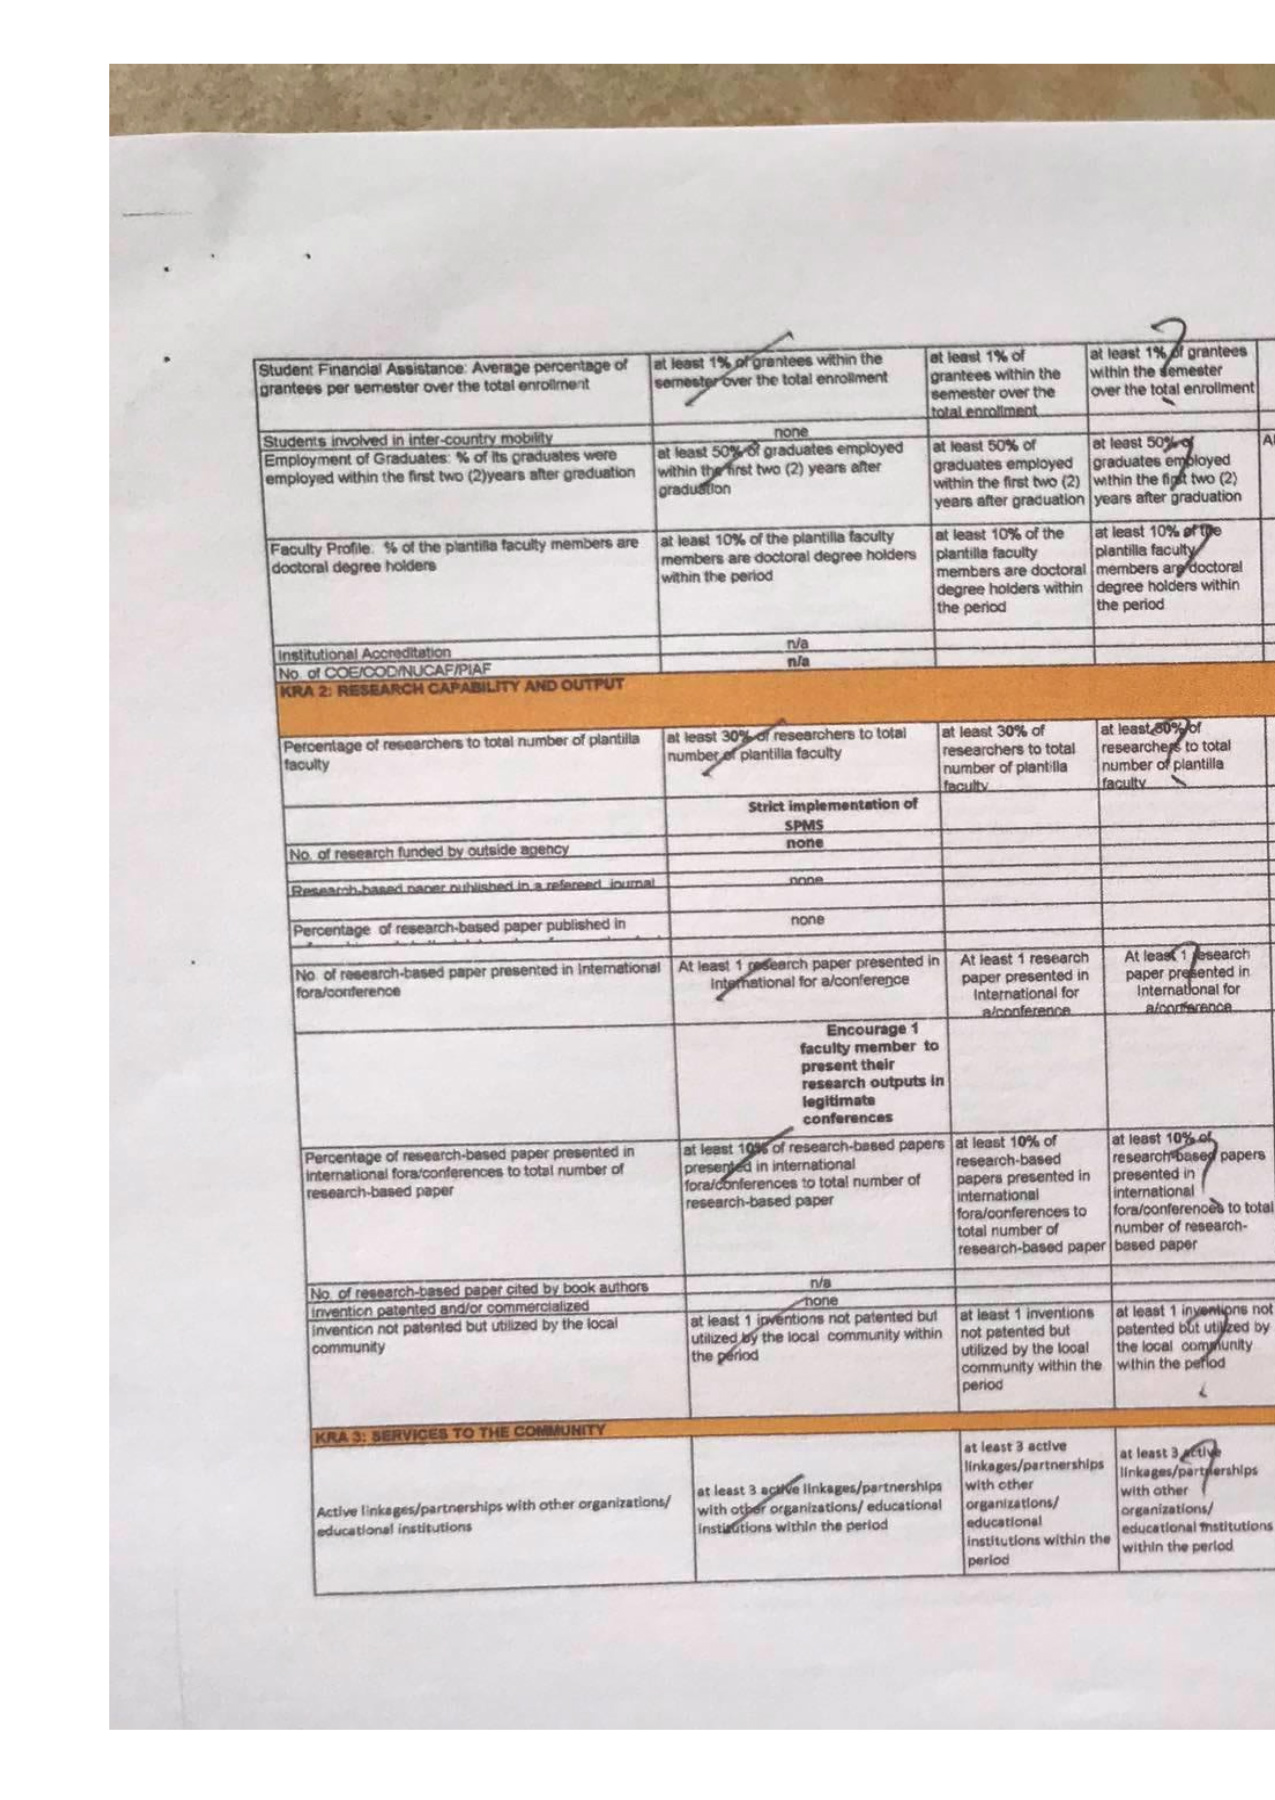 Student Financial Assistance: Average percentage of
grantees per semester over the total enrollment
at least 1% of grantees within the
semester over the total enrollment
at least 1% of
grantees within the
semester over the
total enrollment
at least 1% of grantees
within the semester
over the total enrollment
Students involved in inter-country mobility
none
Employment of Graduates: % of its graduates were
employed within the first two (2)years after graduation
at least 50% of graduates employed
within the first two (2) years after
graduation
at least 50% of
graduates employed
within the first two (2)
years after graduation
at least 50% of
graduates employed
within the first two (2)
years after graduation
Faculty Profile: % of the plantilla faculty members are
doctoral degree holders
at least 10% of the plantilla faculty
members are doctoral degree holders
within the period
at least 10% of the
plantilla faculty
members are doctoral
degree holders within
the period
at least 10% of the
plantilla faculty
members are doctoral
degree holders within
the period
Institutional Accreditation
n/a
No. of COE/COD/NUCAF/PIAF
n/a
KRA 2: RESEARCH CAPABILITY AND OUTPUT
Percentage of researchers to total number of plantilla
faculty
at least 30% of researchers to total
number of plantilla faculty
at least 30% of
researchers to total
number of plantilla
faculty
at least 30% of
researchers to total
number of plantilla
faculty
Strict implementation of
SPMS
No. of research funded by outside agency
none
Research-based paper published in a refereed journal
none
Percentage of research-based paper published in
none
No. of research-based paper presented in International
fora/conference
At least 1 research paper presented in
International for a/conference
At least 1 research
paper presented in
International for
a/conference
At least 1 research
paper presented in
International for
a/conference
Encourage 1
faculty member to
present their
research outputs in
legitimate
conferences
Percentage of research-based paper presented in
international fora/conferences to total number of
research-based paper
at least 10% of research-based papers
presented in international
fora/conferences to total number of
research-based paper
at least 10% of
research-based
papers presented in
international
fora/conferences to
total number of
research-based paper
at least 10% of
research-based papers
presented in
international
fora/conferences to total
number of research-
based paper
No. of research-based paper cited by book authors
n/a
Invention patented and/or commercialized
none
Invention not patented but utilized by the local
community
at least 1 inventions not patented but
utilized by the local community within
the period
at least 1 inventions
not patented but
utilized by the local
community within the
period
at least 1 inventions not
patented but utilized by
the local community
within the period
KRA 3: SERVICES TO THE COMMUNITY
Active linkages/partnerships with other organizations/
educational institutions
at least 3 active linkages/partnerships
with other organizations/ educational
institutions within the period
at least 3 active
linkages/partnerships
with other
organizations/
educational
institutions within the
period
at least 3 active
linkages/partnerships
with other
organizations/
educational institutions
within the period